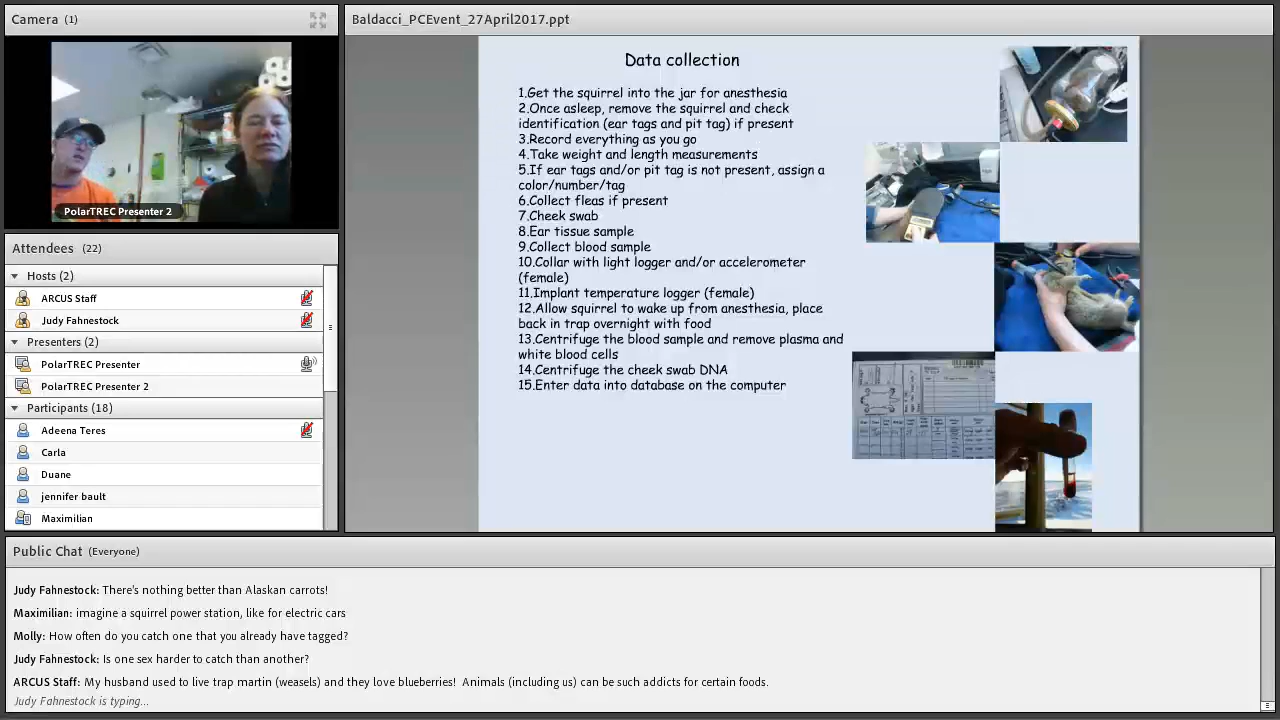 Camera (1)
PolarTREC Presenter 2
Attendees (22)
Hosts (2)
ARCUS Staff
Judy Fahnestock
Presenters (2)
PolarTREC Presenter
PolarTREC Presenter 2
Participants (18)
Adeena Teres
Carla
Duane
jennifer bault
Maximilian
Baldacci_PCEvent_27April2017.ppt
Data collection
1.Get the squirrel into the jar for anesthesia
2.Once asleep, remove the squirrel and check
identification (ear tags and pit tag) if present
3.Record everything as you go
4.Take weight and length measurements
5.If ear tags and/or pit tag is not present, assign a
color/number/tag
6.Collect fleas if present
7.Cheek swab
8.Ear tissue sample
9.Collect blood sample
10.Collar with light logger and/or accelerometer
(female)
11.Implant temperature logger (female)
12.Allow squirrel to wake up from anesthesia, place
back in trap overnight with food
13.Centrifuge the blood sample and remove plasma and
white blood cells
14.Centrifuge the cheek swab DNA
15.Enter data into database on the computer
Public Chat (Everyone)
Judy Fahnestock: There's nothing better than Alaskan carrots!
Maximilian: imagine a squirrel power station, like for electric cars
Molly: How often do you catch one that you already have tagged?
Judy Fahnestock: Is one sex harder to catch than another?
ARCUS Staff: My husband used to live trap martin (weasels) and they love blueberries! Animals (including us) can be such addicts for certain foods.
Judy Fahnestock is typing...